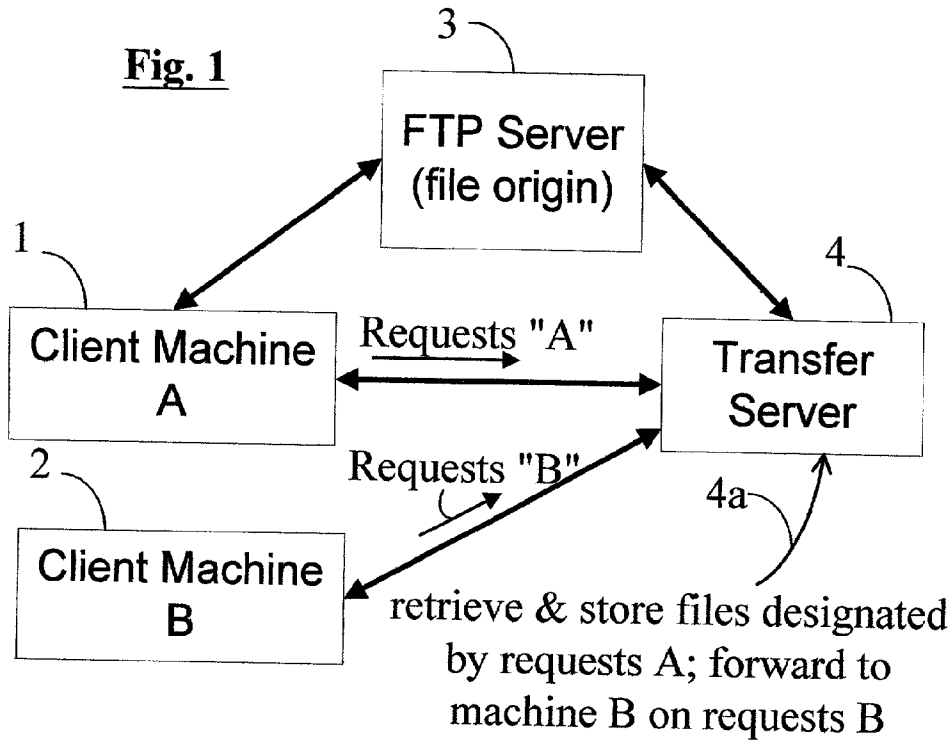 Fig. 1
3
FTP Server
(file origin)
1
Client Machine
A
Requests "A"
4
Transfer
Server
2
Client Machine
B
Requests "B"
4a
retrieve & store files designated
by requests A; forward to
machine B on requests B